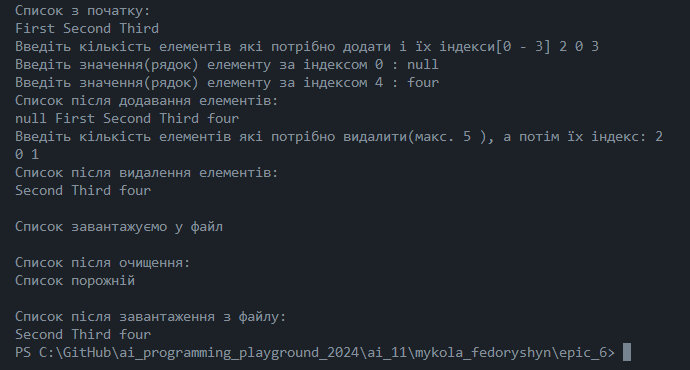 Список з початку:
First Second Third
Введіть кількість елементів які потрібно додати і їх індекси[0 - 3] 2 0 3
Введіть значення(рядок) елементу за індексом 0 : null
Введіть значення(рядок) елементу за індексом 4 : four
Список після додавання елементів:
null First Second Third four
Введіть кількість елементів які потрібно видалити(макс. 5 ), а потім їх індекс: 2
0 1
Список після видалення елементів:
Second Third four
Список завантажуємо у файл
Список після очищення:
Список порожній
Список після завантаження з файлу:
Second Third four
PS C:\GitHub\ai_programming_playground_2024\ai_11\mykola_fedoryshyn\epic_6>